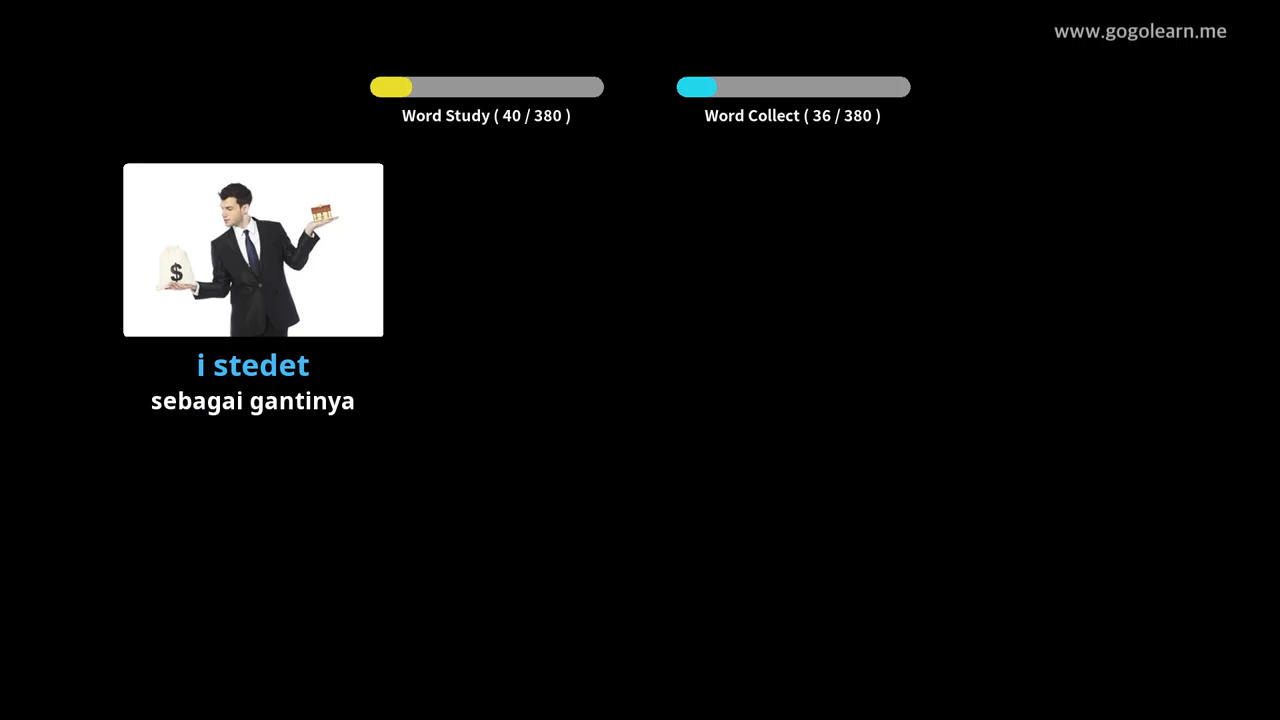 www.gogolearn.me
Word Study ( 40 / 380 )
Word Collect ( 36 / 380 )
$
i stedet
sebagai gantinya